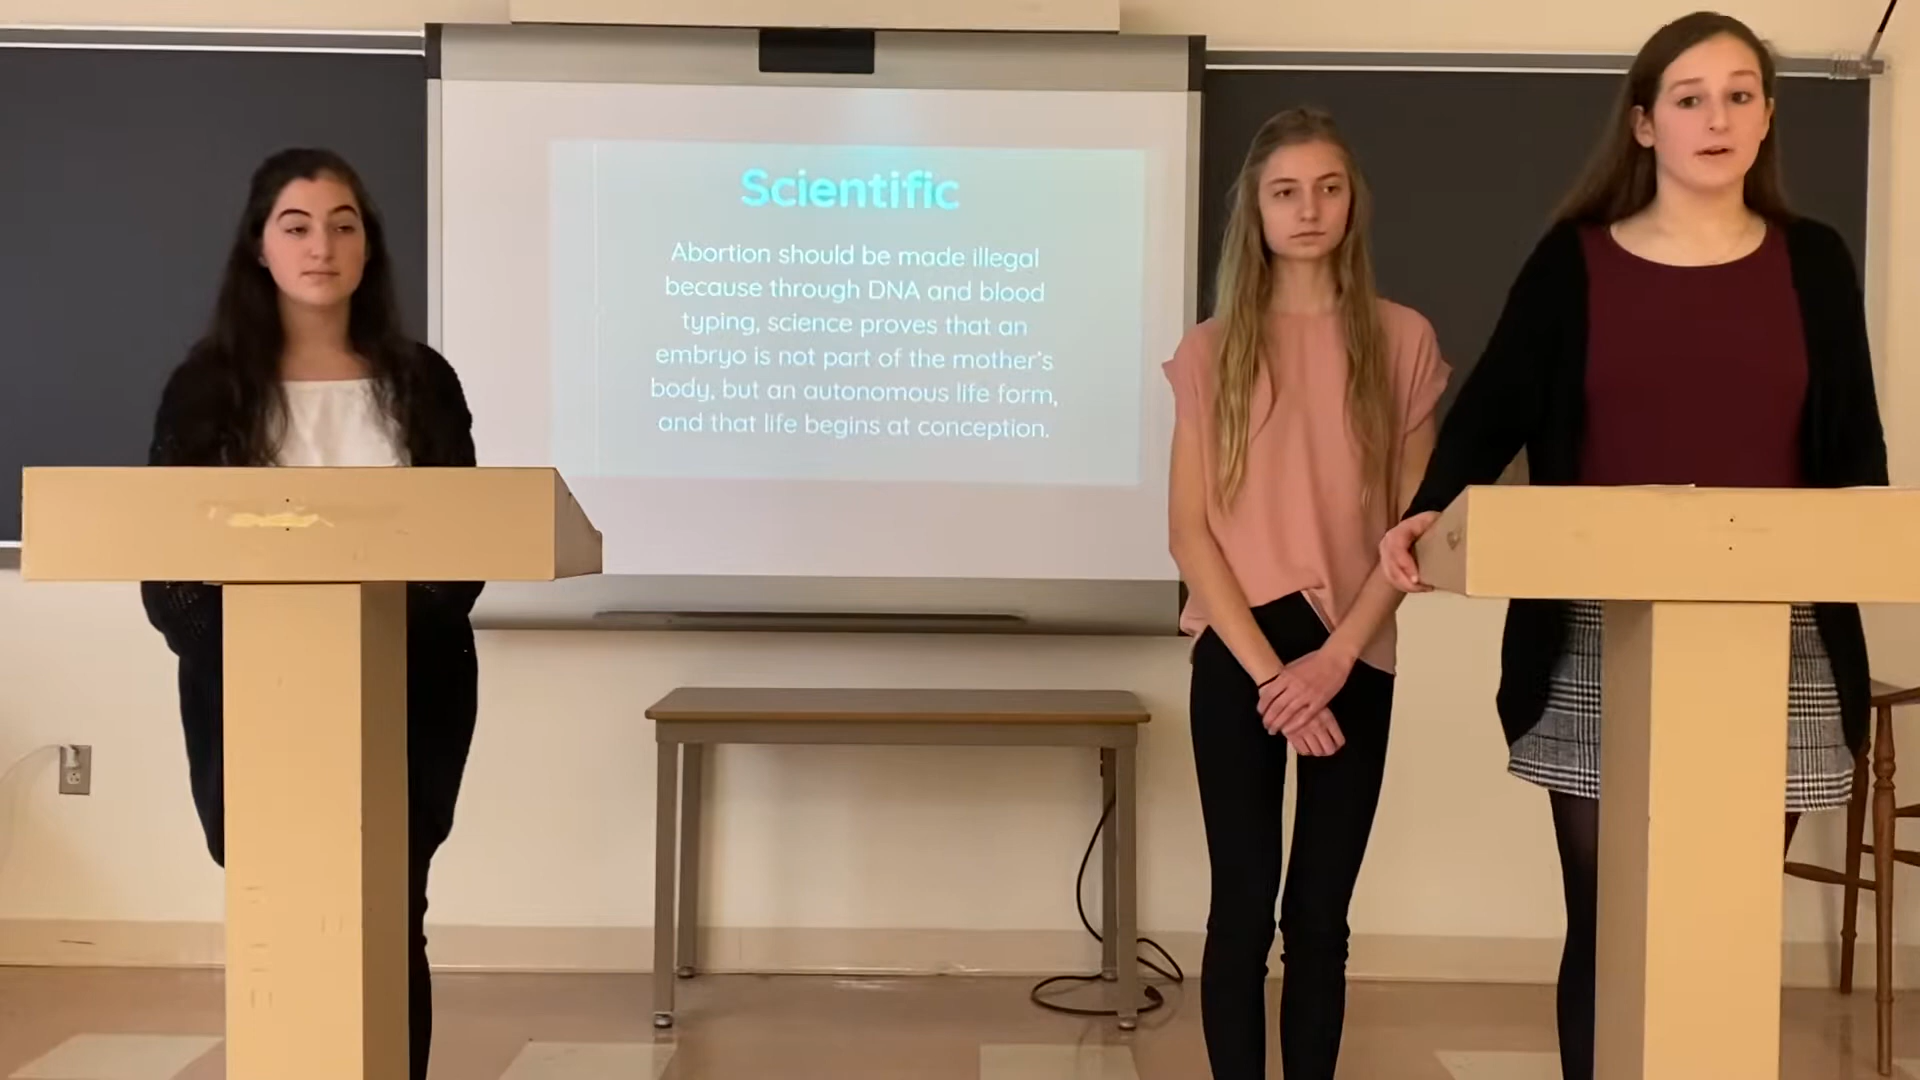 Scientific
Abortion should be made illegal
because through DNA and blood
typing, science proves that an
embryo is not part of the mother's
body, but an autonomous life form,
and that life begins at conception.